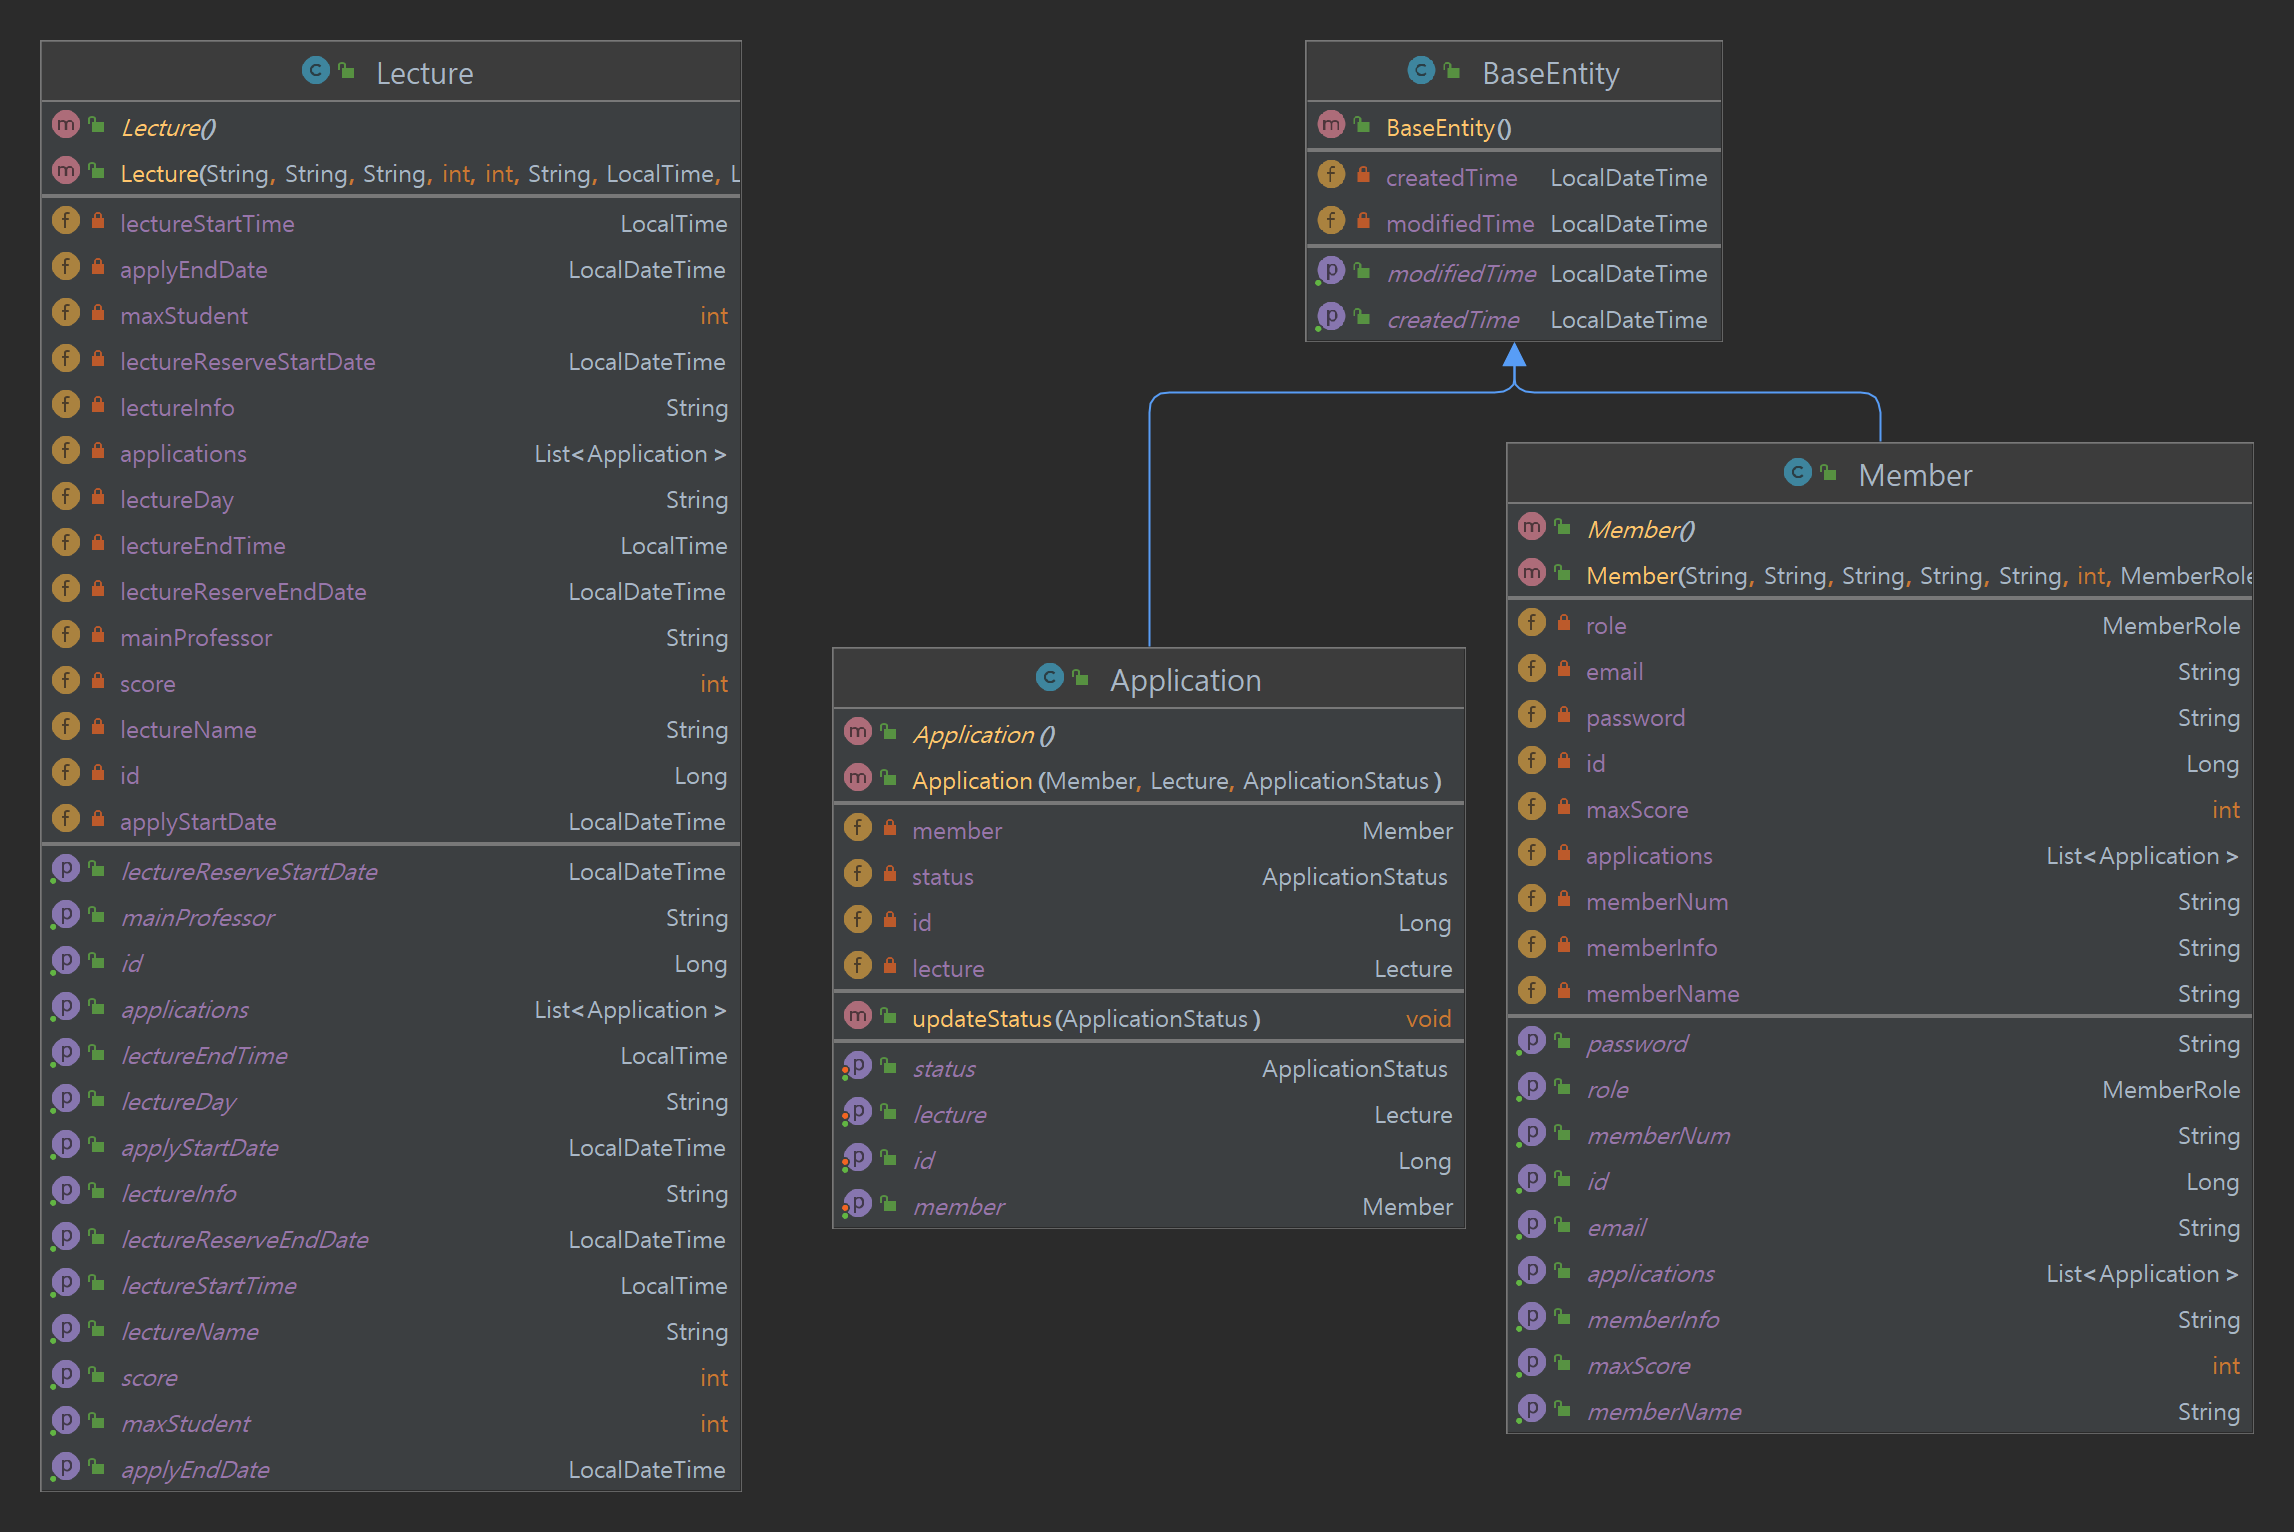 Lecture
Lecture()
Lecture(String, String, String, int, int, String, LocalTime, L
lectureStartTime LocalTime
applyEndDate LocalDateTime
maxStudent int
lectureReserveStartDate LocalDateTime
lectureInfo String
applications List<Application>
lectureDay String
lectureEndTime LocalTime
lectureReserveEndDate LocalDateTime
mainProfessor String
score int
lectureName String
id Long
applyStartDate LocalDateTime
lectureReserveStartDate LocalDateTime
mainProfessor String
id Long
applications List<Application>
lectureEndTime LocalTime
lectureDay String
applyStartDate LocalDateTime
lectureInfo String
lectureReserveEndDate LocalDateTime
lectureStartTime LocalTime
lectureName String
score int
maxStudent int
applyEndDate LocalDateTime
BaseEntity
BaseEntity()
createdTime LocalDateTime
modifiedTime LocalDateTime
modifiedTime LocalDateTime
createdTime LocalDateTime
Application
Application()
Application(Member, Lecture, ApplicationStatus)
member Member
status ApplicationStatus
id Long
lecture Lecture
updateStatus(ApplicationStatus) void
status ApplicationStatus
lecture Lecture
id Long
member Member
Member
Member()
Member(String, String, String, String, String, int, MemberRole
role MemberRole
email String
password String
id Long
maxScore int
applications List<Application>
memberNum String
memberInfo String
memberName String
password String
role MemberRole
memberNum String
id Long
email String
applications List<Application>
memberInfo String
maxScore int
memberName String